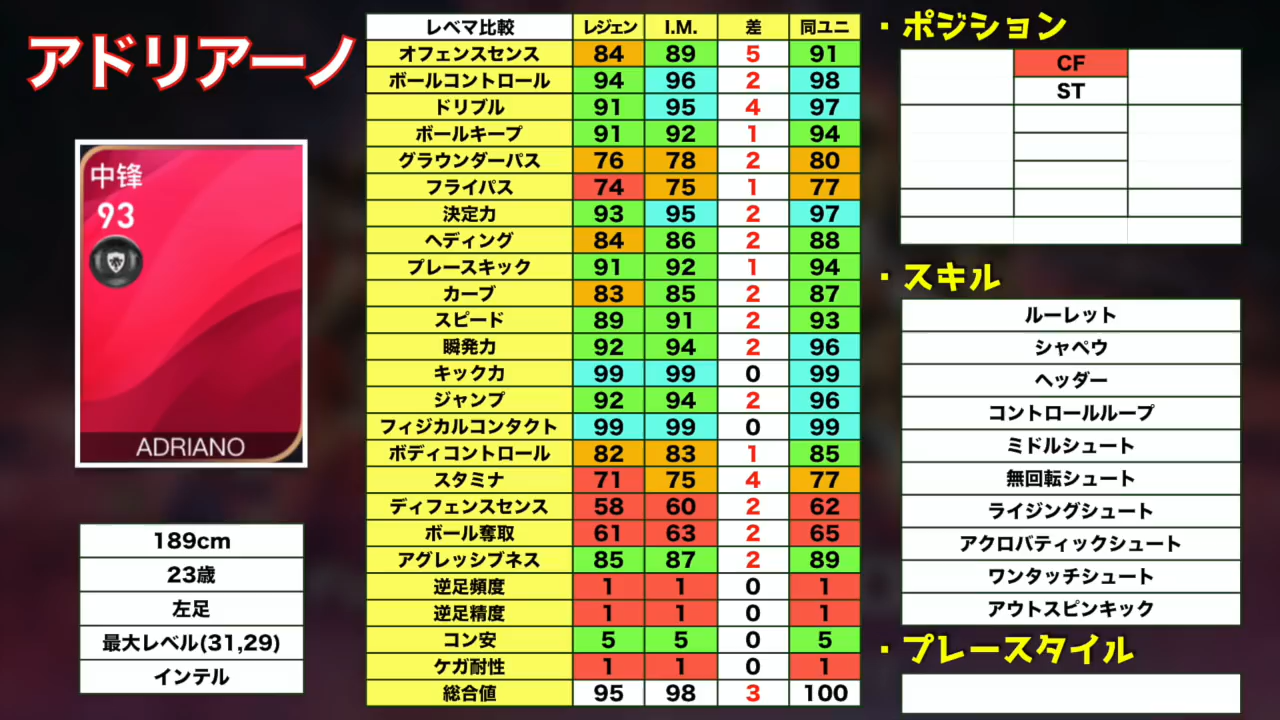 アドリアーノ
中锋
93
ADRIANO
189cm
23歳
左足
最大レベル(31,29)
インテル
レベマ比較 レジェン I.M. 差 同ユニ
オフェンスセンス 84 89 5 91
ボールコントロール 94 96 2 98
ドリブル 91 95 4 97
ボールキープ 91 92 1 94
グラウンダーパス 76 78 2 80
フライパス 74 75 1 77
決定力 93 95 2 97
ヘディング 84 86 2 88
プレースキック 91 92 1 94
カーブ 83 85 2 87
スピード 89 91 2 93
瞬発力 92 94 2 96
キック力 99 99 0 99
ジャンプ 92 94 2 96
フィジカルコンタクト 99 99 0 99
ボディコントロール 82 83 1 85
スタミナ 71 75 4 77
ディフェンスセンス 58 60 2 62
ボール奪取 61 63 2 65
アグレッシブネス 85 87 2 89
逆足頻度 1 1 0 1
逆足精度 1 1 0 1
コン安 5 5 0 5
ケガ耐性 1 1 0 1
総合値 95 98 3 100
・ポジション
CF
ST
・スキル
ルーレット
シャペウ
ヘッダー
コントロールループ
ミドルシュート
無回転シュート
ライジングシュート
アクロバティックシュート
ワンタッチシュート
アウトスピンキック
・プレースタイル